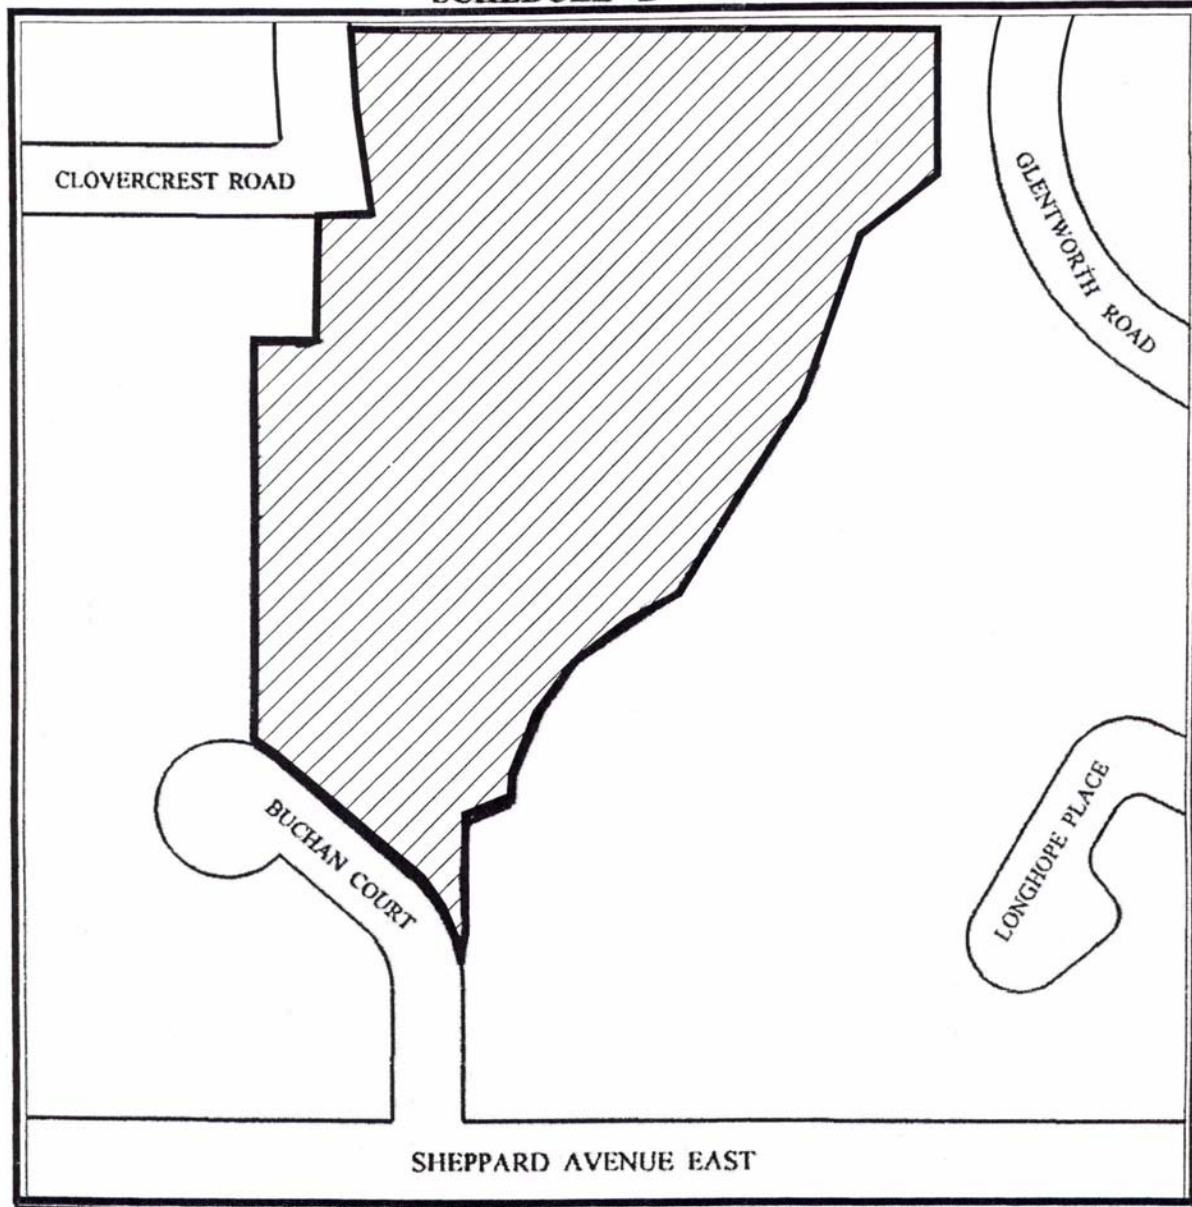 CLOVERCREST ROAD
GLENTWORTH ROAD
BUCHAN COURT
LONGHOPE PLACE
SHEPPARD AVENUE EAST